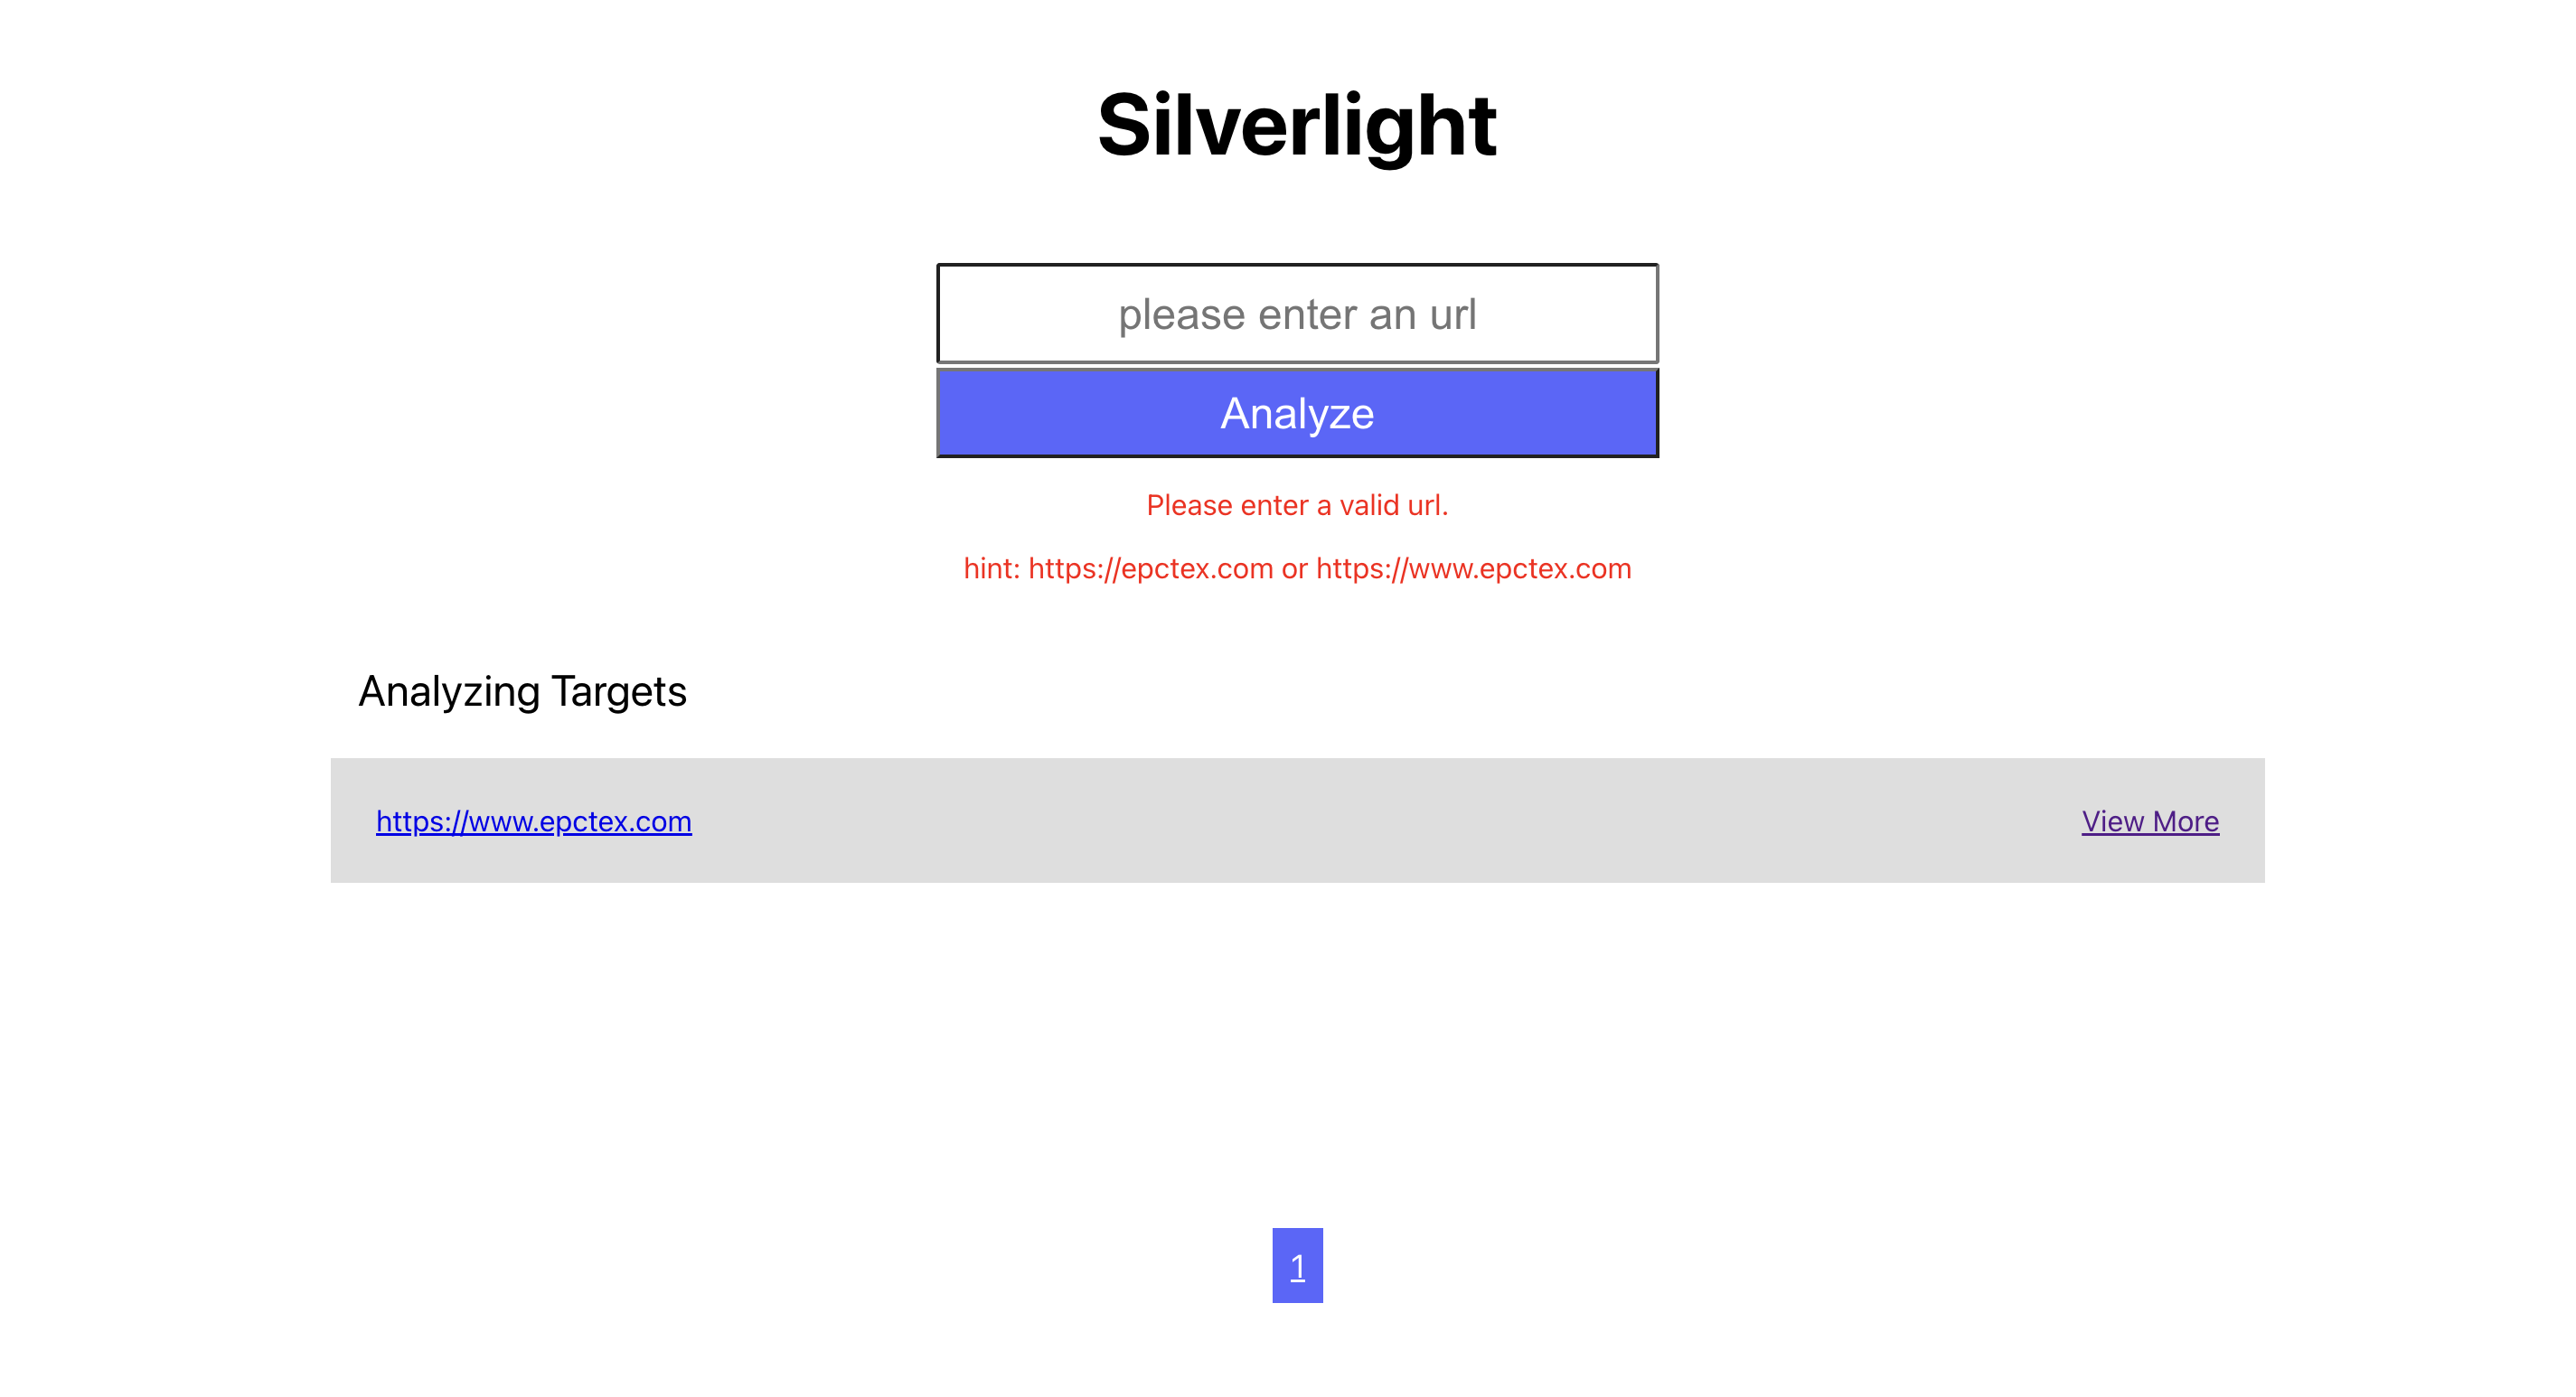 Silverlight
please enter an url
Analyze
Please enter a valid url.
hint: https://epctex.com or https://www.epctex.com
Analyzing Targets
https://www.epctex.com View More
1